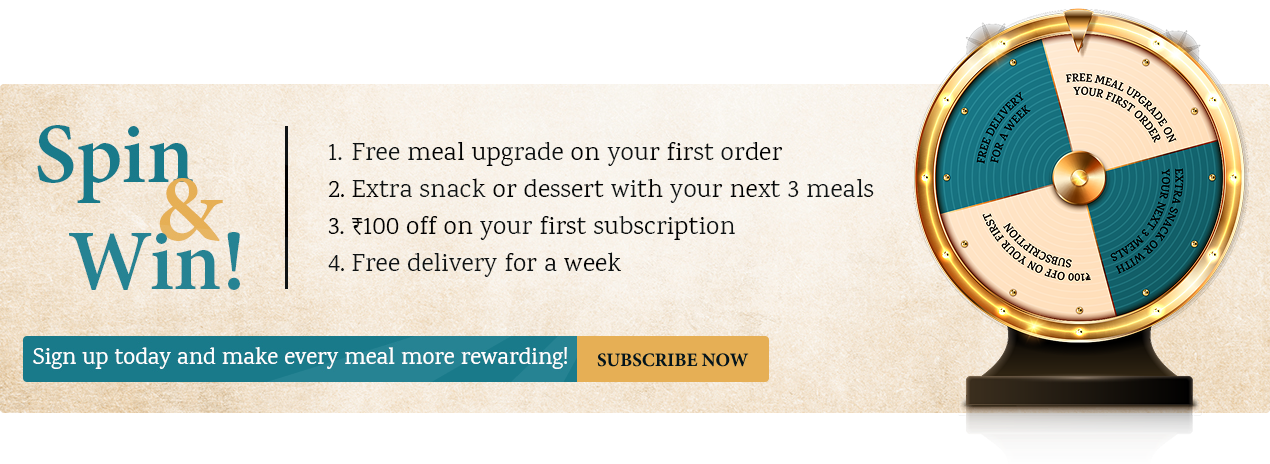 Spin
&
Win!
1. Free meal upgrade on your first order
2. Extra snack or dessert with your next 3 meals
3. ₹100 off on your first subscription
4. Free delivery for a week
Sign up today and make every meal more rewarding!
SUBSCRIBE NOW
FREE MEAL UPGRADE ON
YOUR FIRST ORDER
EXTRA SNACK OR WITH
YOUR NEXT 3 MEALS
₹100 OFF ON YOUR FIRST
SUBSCRIPTION
FREE DELIVERY
FOR A WEEK